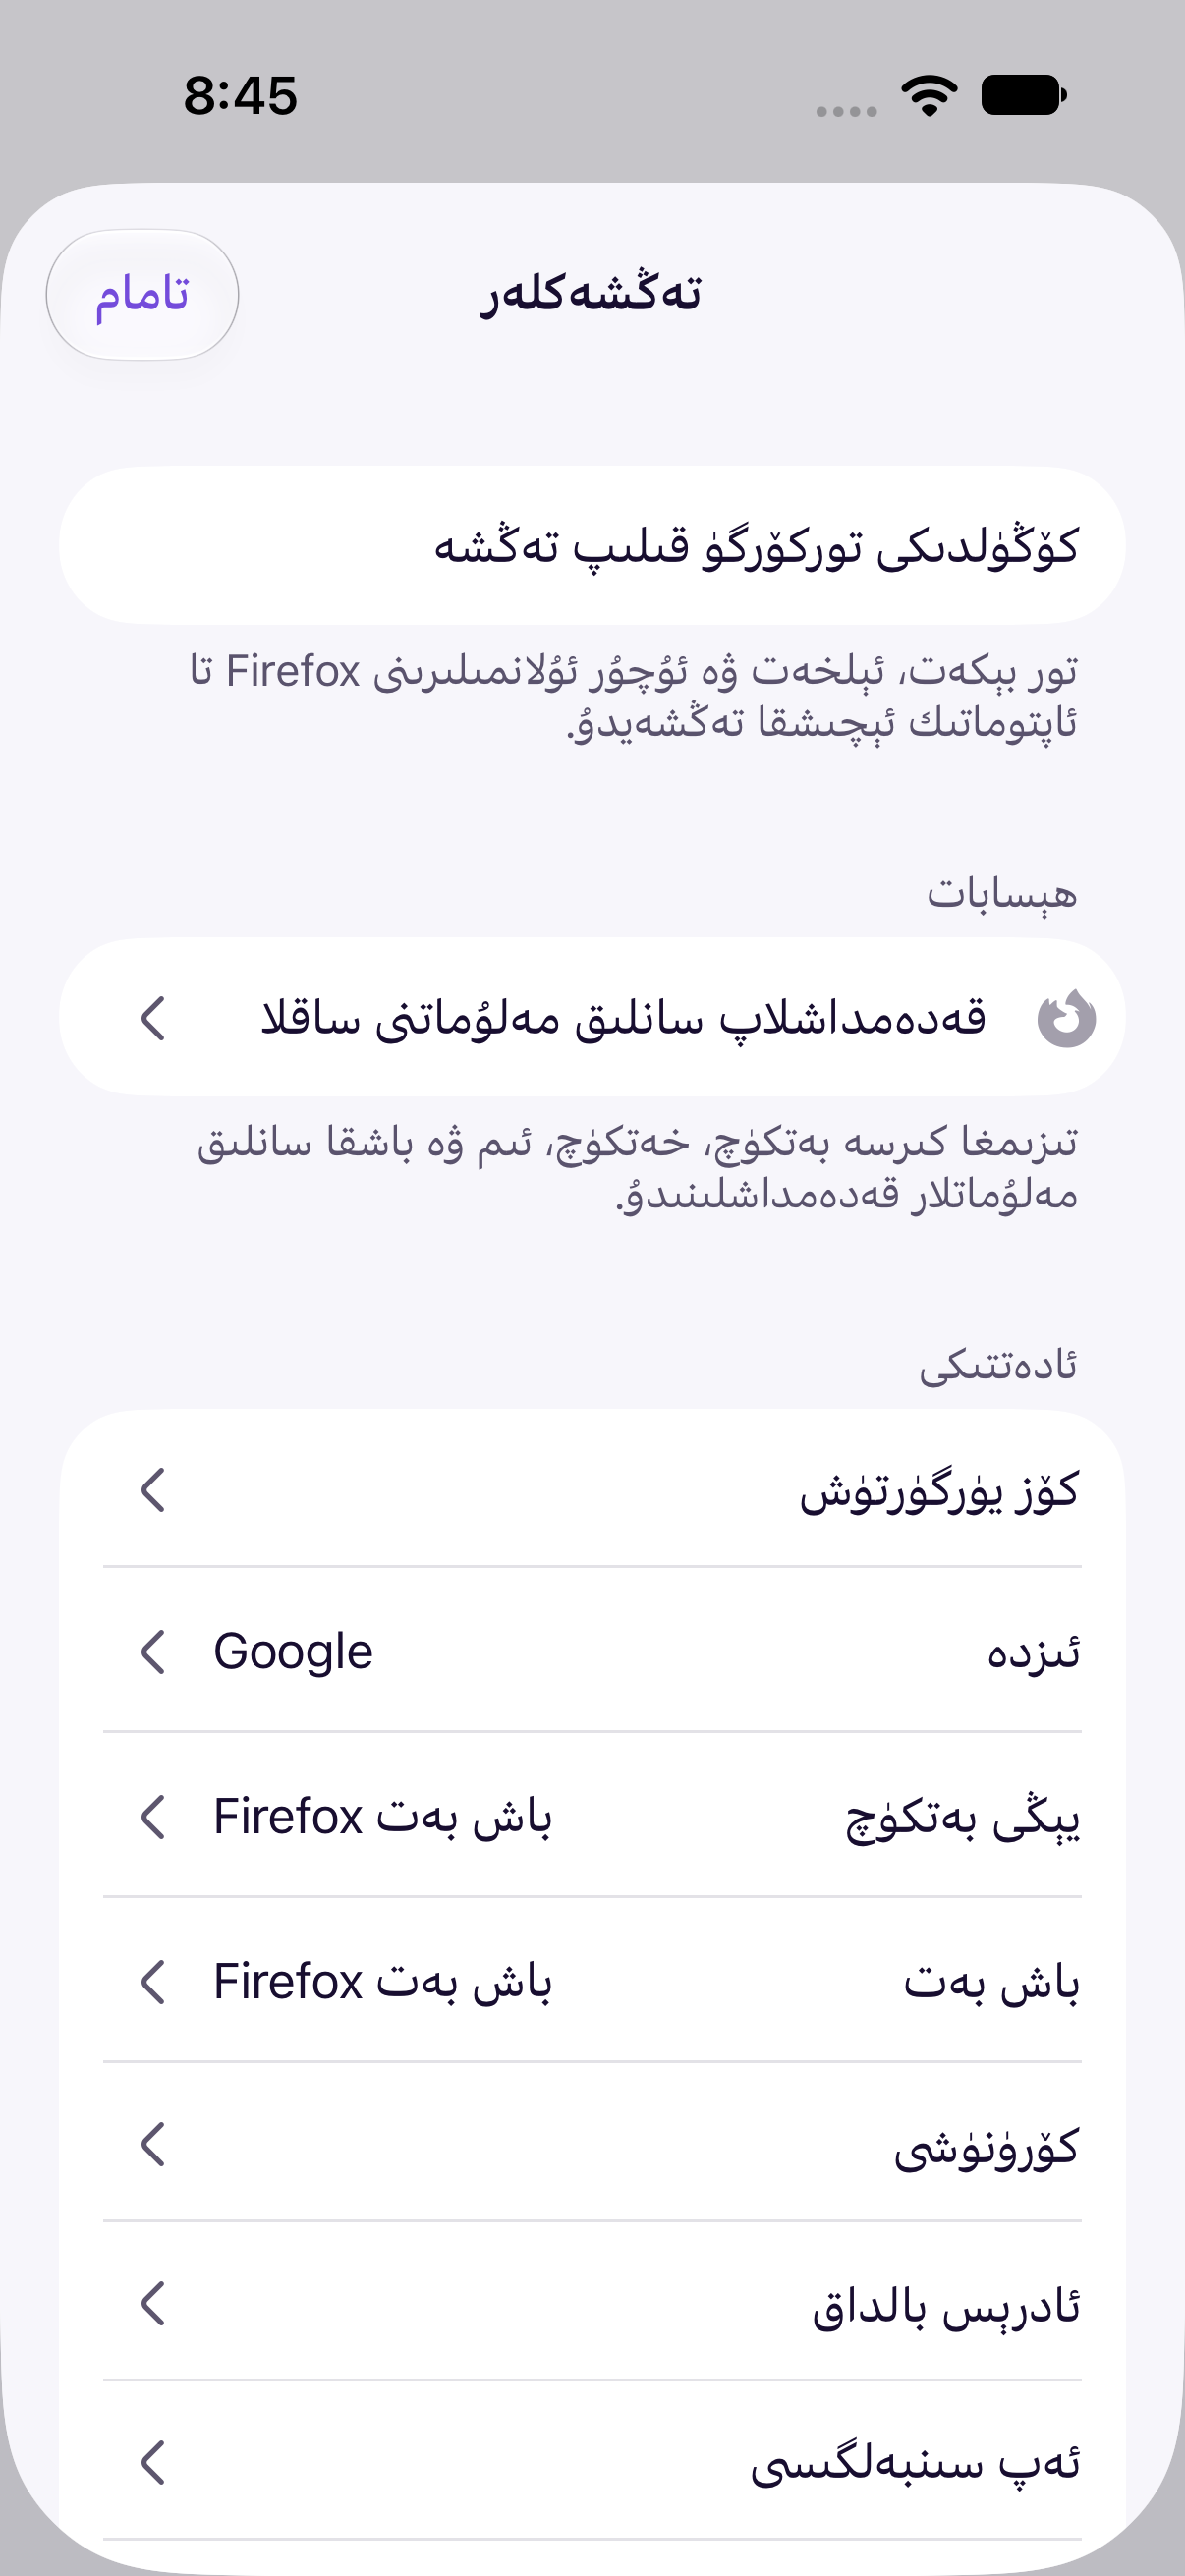 8:45
تەڭشەكلەر
تامام
كۆڭۈلدىكى توركۆرگۈ قىلىپ تەڭشە
تور بېكەت، ئېلخەت ۋە ئۇچۇر ئۇلانمىلىرىنى Firefox تا
ئاپتوماتىك ئېچىشقا تەڭشەيدۇ.
ھېسابات
قەدەمداشلاپ سانلىق مەلۇماتنى ساقلا
تىزىمغا كىرسە بەتكۈچ، خەتكۈچ، ئىم ۋە باشقا سانلىق
مەلۇماتلار قەدەمداشلىنىدۇ.
ئادەتتىكى
كۆز يۈرگۈرتۈش
ئىزدە Google
يېڭى بەتكۈچ باش بەت Firefox
باش بەت باش بەت Firefox
كۆرۈنۈشى
ئادرېس بالداق
ئەپ سىنبەلگىسى